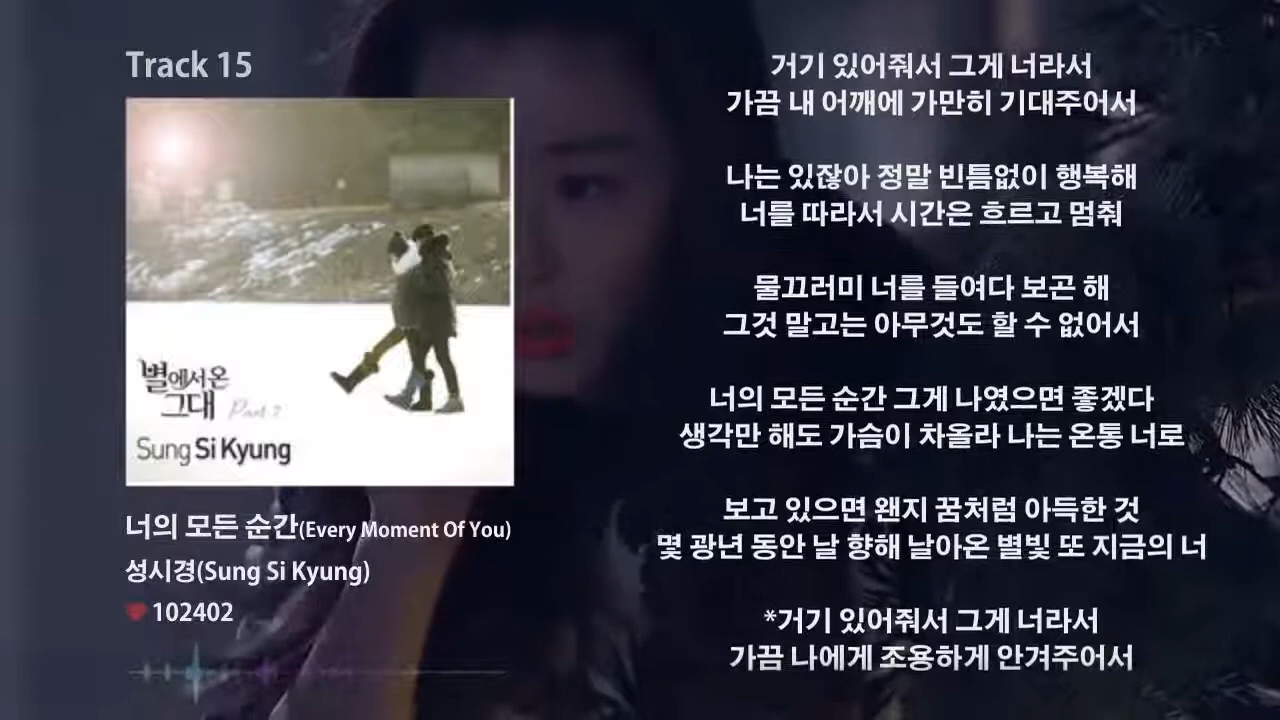 Track 15
별에서 온
그대 Part 7
Sung Si Kyung
너의 모든 순간(Every Moment Of You)
성시경(Sung Si Kyung)
102402
거기 있어줘서 그게 너라서
가끔 내 어깨에 가만히 기대주어서
나는 있잖아 정말 빈틈없이 행복해
너를 따라서 시간은 흐르고 멈춰
물끄러미 너를 들여다 보곤 해
그것 말고는 아무것도 할 수 없어서
너의 모든 순간 그게 나였으면 좋겠다
생각만 해도 가슴이 차올라 나는 온통 너로
보고 있으면 왠지 꿈처럼 아득한 것
몇 광년 동안 날 향해 날아온 별빛 또 지금의 너
*거기 있어줘서 그게 너라서
가끔 나에게 조용하게 안겨주어서